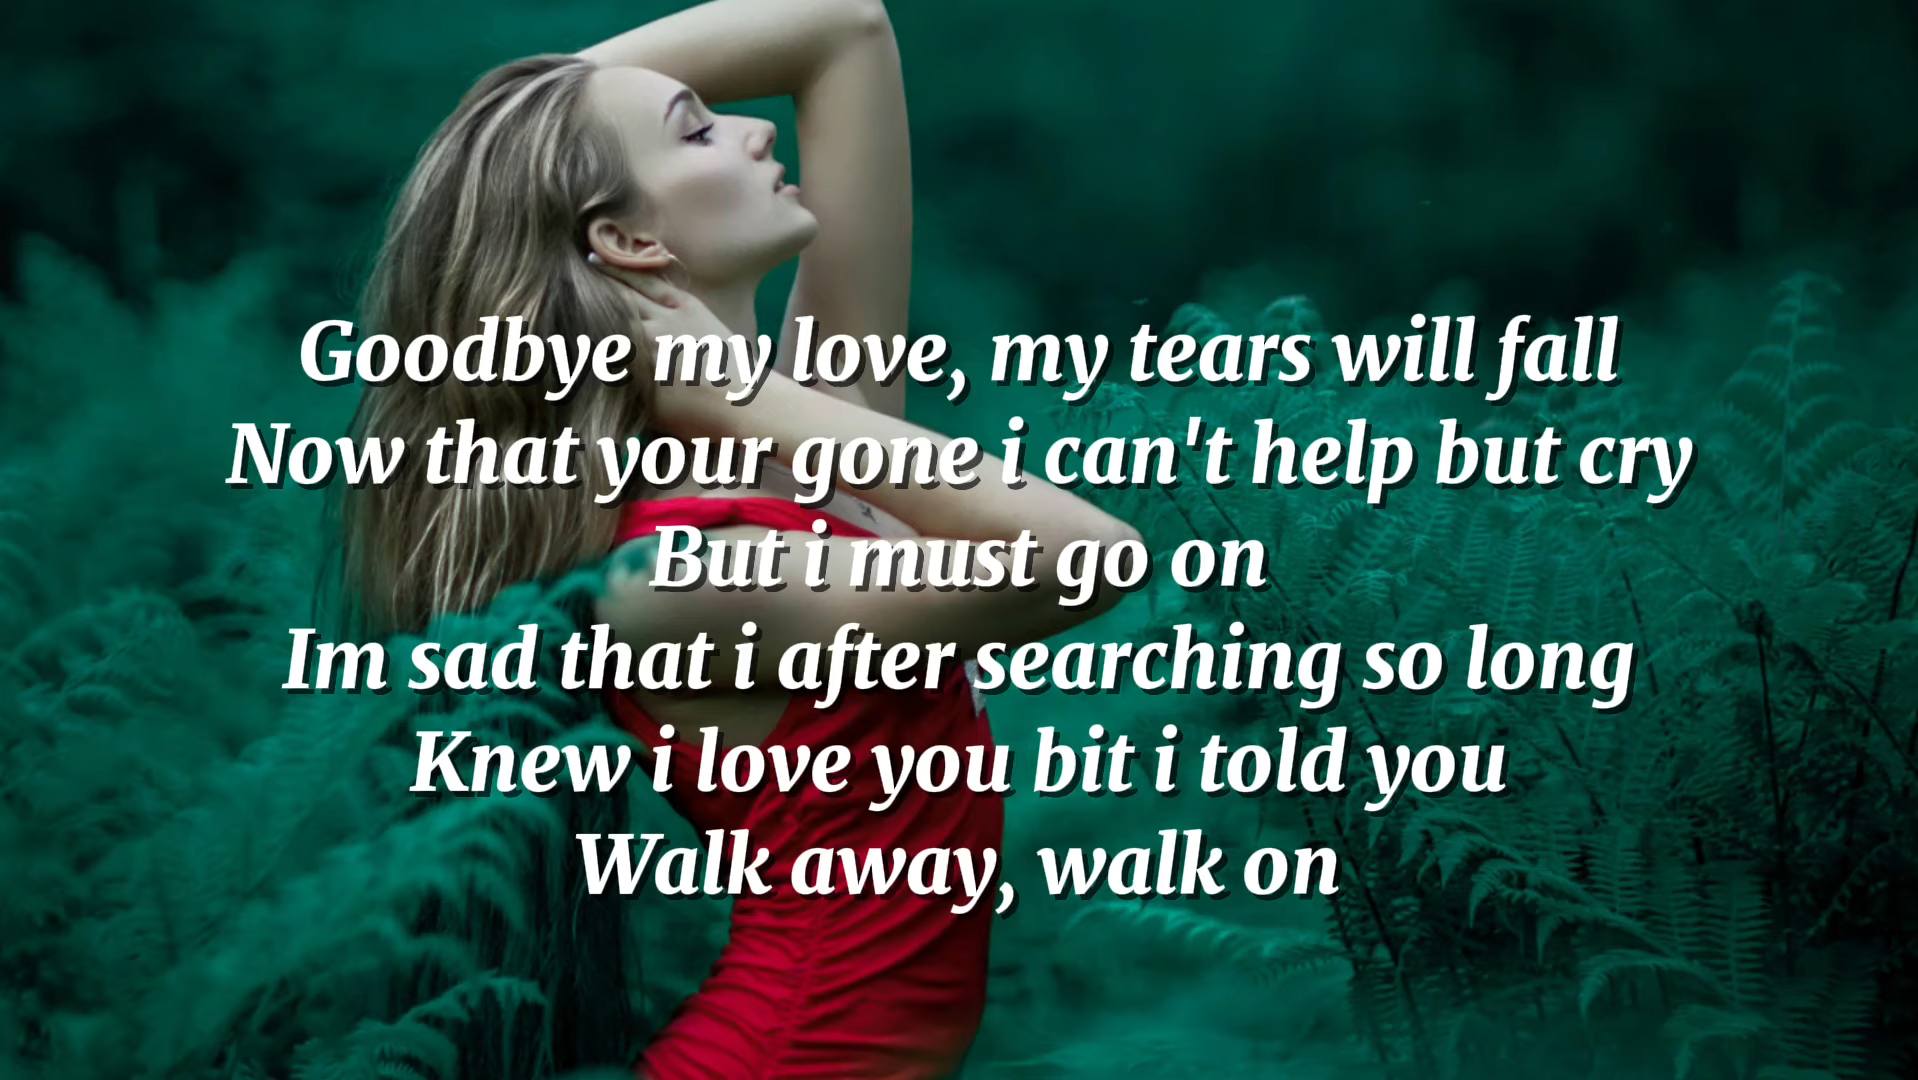 Goodbye my love, my tears will fall
Now that your gone i can't help but cry
But i must go on
Im sad that i after searching so long
Knew i love you bit i told you
Walk away, walk on